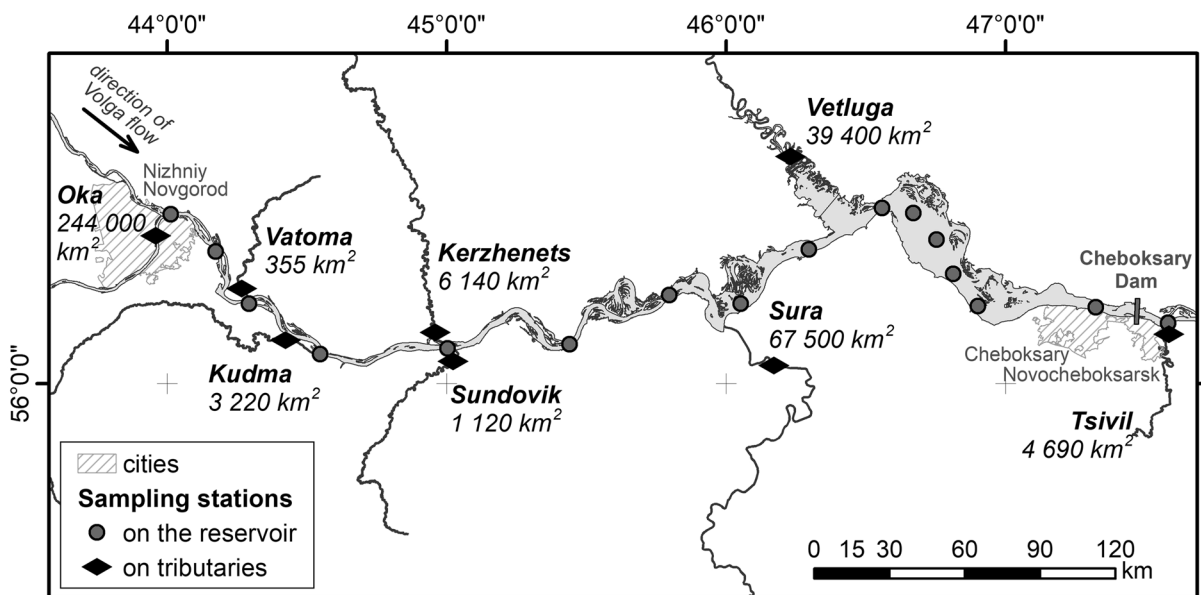 44°0'0"
45°0'0"
46°0'0"
47°0'0"
direction of
Volga flow
Nizhniy
Novgorod
Oka
244 000
km²
Vatoma
355 km²
Kerzhenets
6 140 km²
Vetluga
39 400 km²
Cheboksary
Dam
Sura
67 500 km²
56°0'0"
Kudma
3 220 km²
Sundovik
1 120 km²
Cheboksary
Novocheboksarsk
Tsivil
4 690 km²
cities
Sampling stations
on the reservoir
on tributaries
0 15 30 60 90 120
km